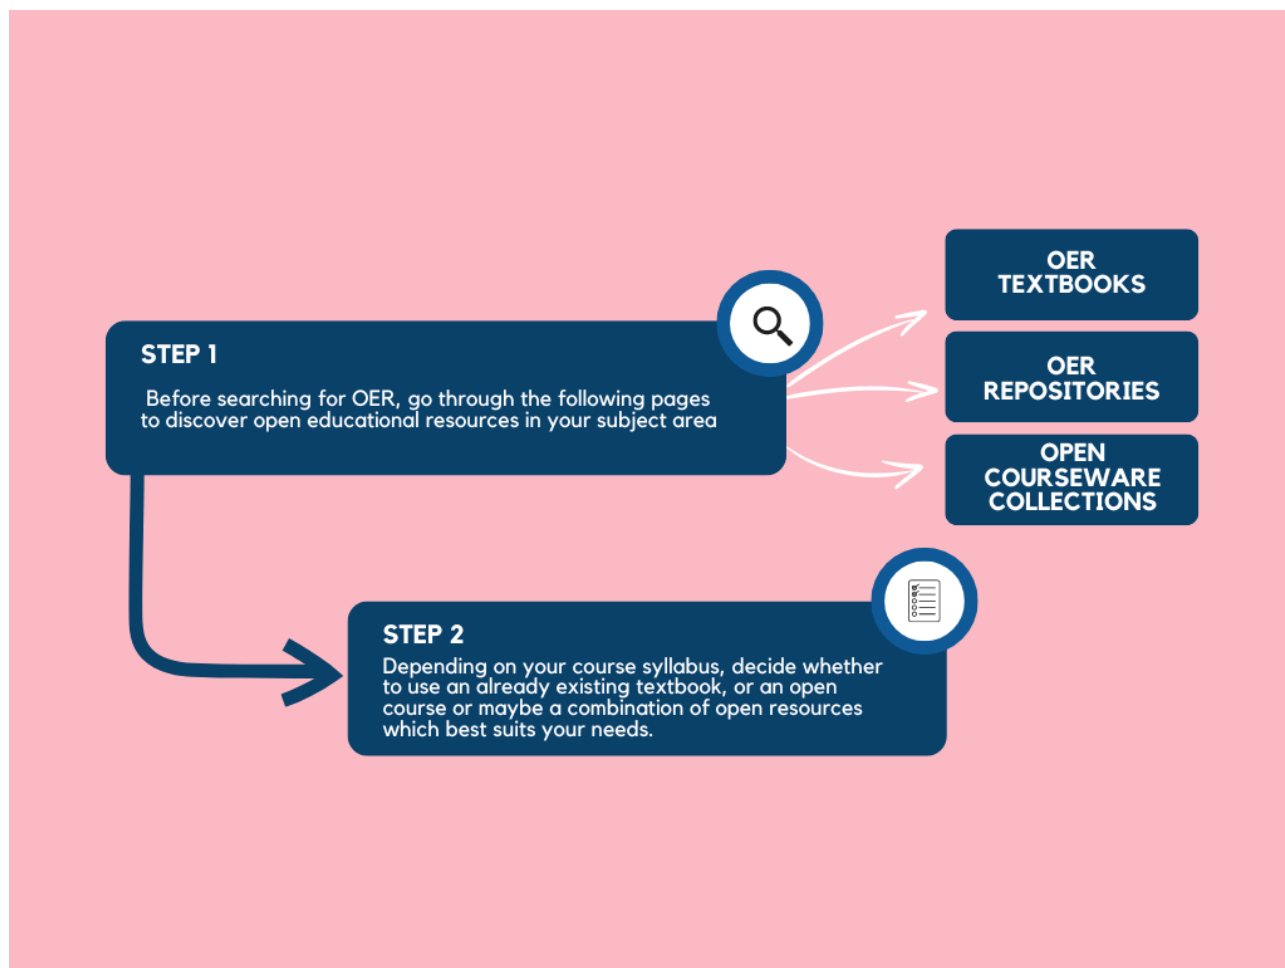 STEP 1
Before searching for OER, go through the following pages
to discover open educational resources in your subject area
OER
TEXTBOOKS
OER
REPOSITORIES
OPEN
COURSEWARE
COLLECTIONS
STEP 2
Depending on your course syllabus, decide whether
to use an already existing textbook, or an open
course or maybe a combination of open resources
which best suits your needs.